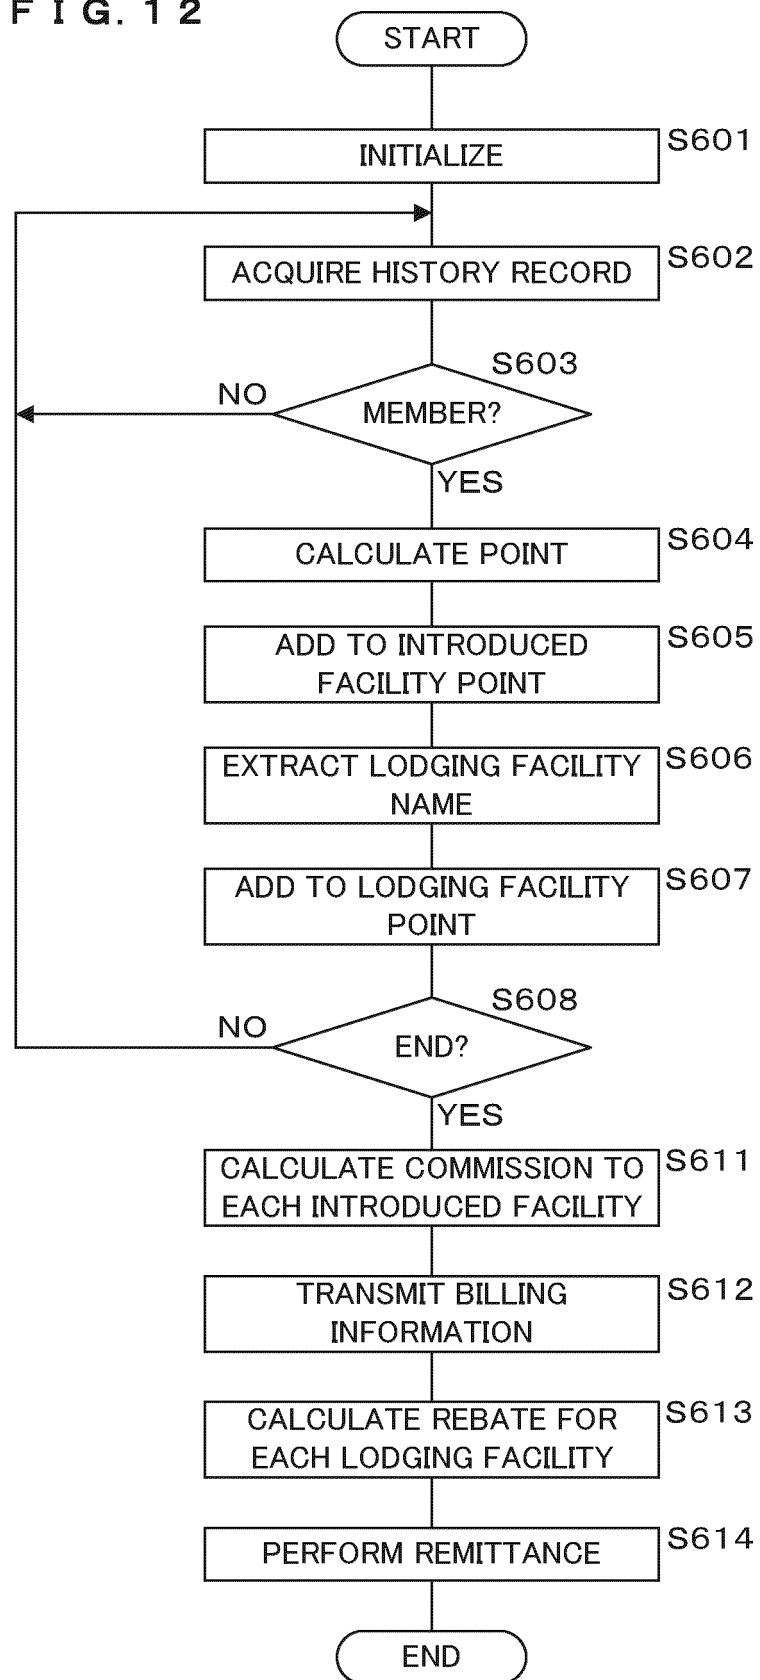 FIG. 12
START
INITIALIZE
S601
ACQUIRE HISTORY RECORD
S602
S603
NO
MEMBER?
YES
CALCULATE POINT
S604
ADD TO INTRODUCED
FACILITY POINT
S605
EXTRACT LODGING FACILITY
NAME
S606
ADD TO LODGING FACILITY
POINT
S607
S608
NO
END?
YES
CALCULATE COMMISSION TO
EACH INTRODUCED FACILITY
S611
TRANSMIT BILLING
INFORMATION
S612
CALCULATE REBATE FOR
EACH LODGING FACILITY
S613
PERFORM REMITTANCE
S614
END